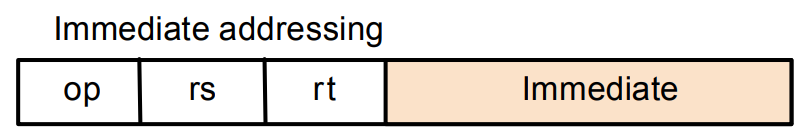 Immediate addressing
op rs rt Immediate